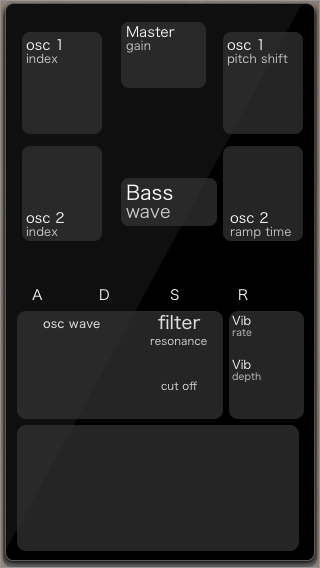 osc 1
index
Master
gain
osc 1
pitch shift
osc 2
index
Bass
wave
osc 2
ramp time
A D S R
osc wave
filter
resonance
cut off
Vib
rate
Vib
depth